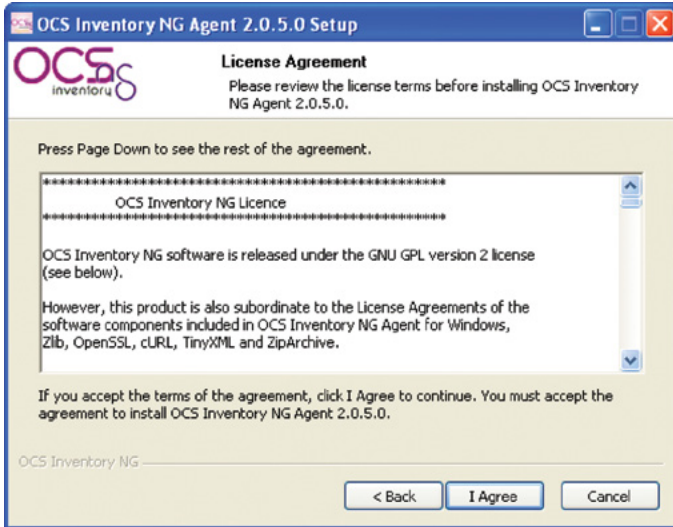 OCS Inventory NG Agent 2.0.5.0 Setup
OCSng
inventory
License Agreement
Please review the license terms before installing OCS Inventory
NG Agent 2.0.5.0.
Press Page Down to see the rest of the agreement.
****************************************************
OCS Inventory NG Licence
****************************************************
OCS Inventory NG software is released under the GNU GPL version 2 license
(see below).
However, this product is also subordinate to the License Agreements of the
software components included in OCS Inventory NG Agent for Windows,
Zlib, OpenSSL, cURL, TinyXML and ZipArchive.
If you accept the terms of the agreement, click I Agree to continue. You must accept the
agreement to install OCS Inventory NG Agent 2.0.5.0.
OCS Inventory NG
< Back
I Agree
Cancel